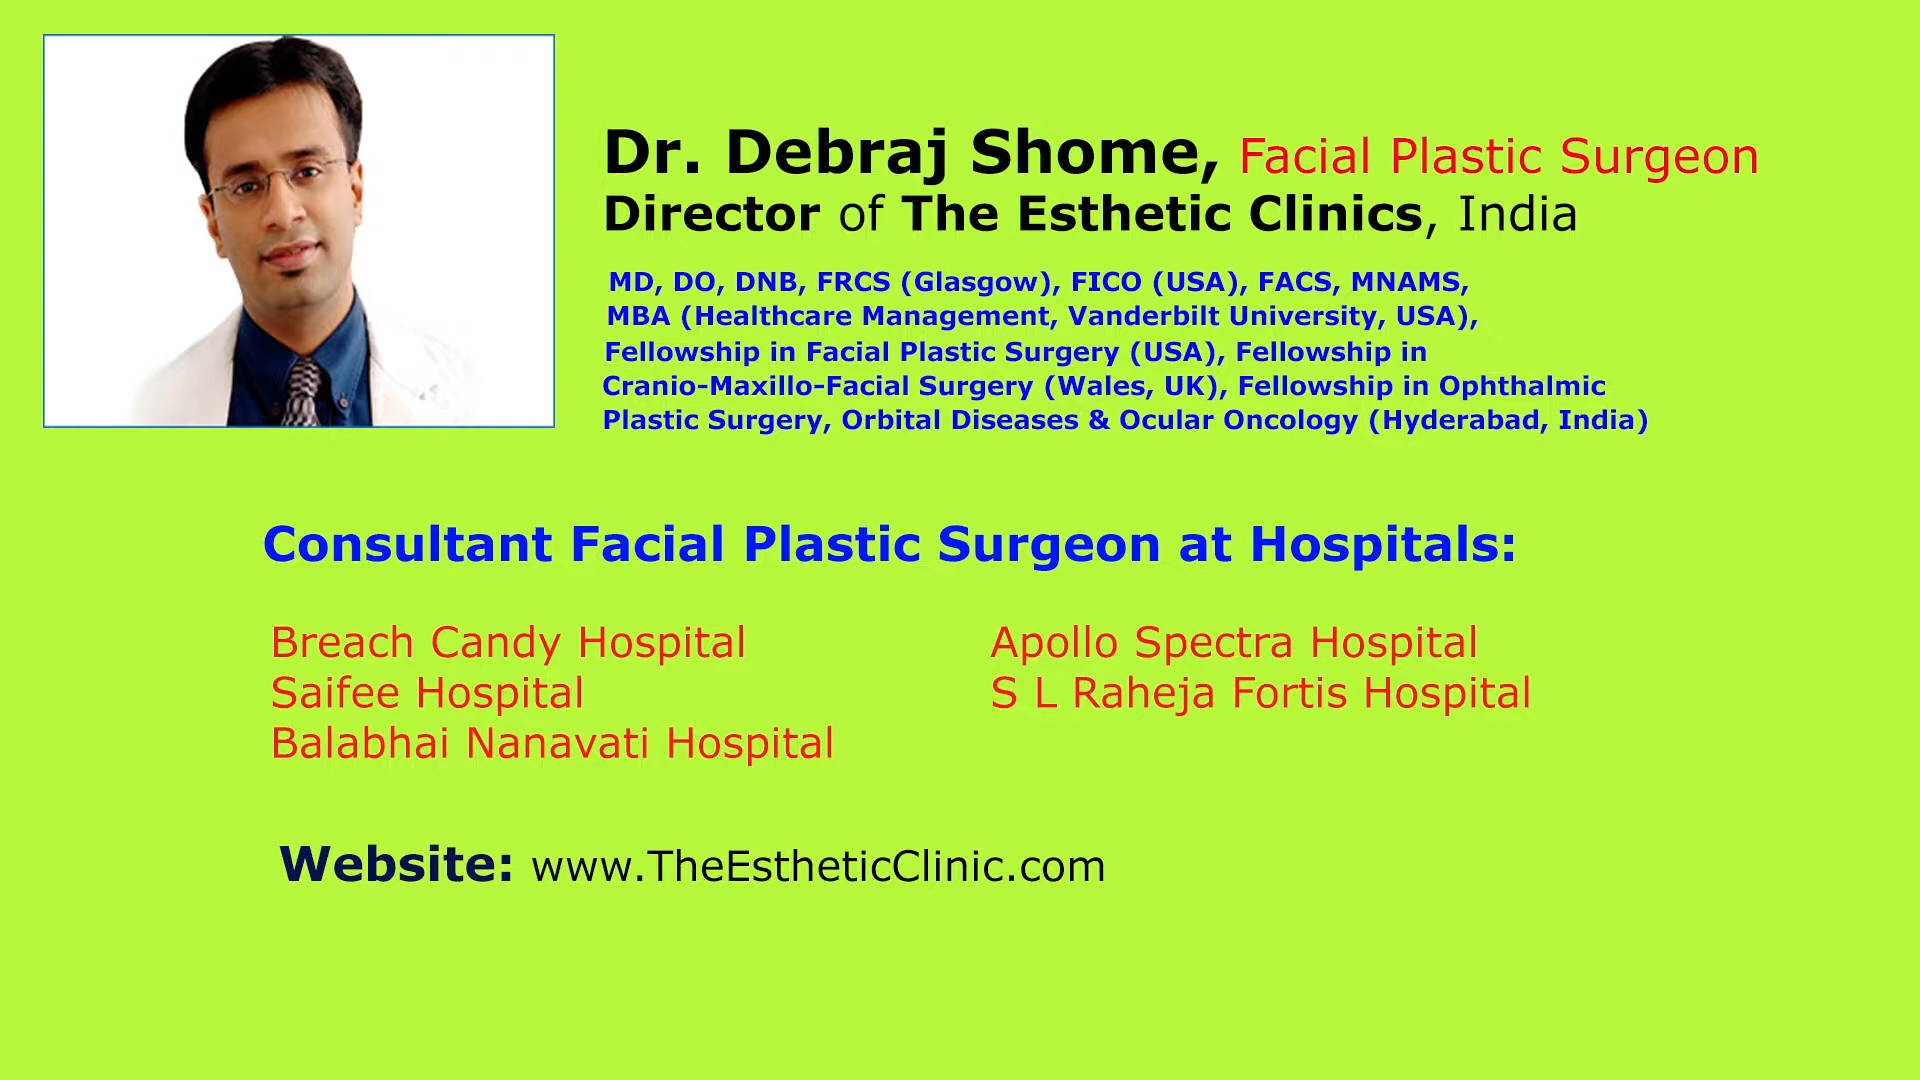 Dr. Debraj Shome, Facial Plastic Surgeon
Director of The Esthetic Clinics, India
MD, DO, DNB, FRCS (Glasgow), FICO (USA), FACS, MNAMS,
MBA (Healthcare Management, Vanderbilt University, USA),
Fellowship in Facial Plastic Surgery (USA), Fellowship in
Cranio-Maxillo-Facial Surgery (Wales, UK), Fellowship in Ophthalmic
Plastic Surgery, Orbital Diseases & Ocular Oncology (Hyderabad, India)
Consultant Facial Plastic Surgeon at Hospitals:
Breach Candy Hospital
Saifee Hospital
Balabhai Nanavati Hospital
Apollo Spectra Hospital
S L Raheja Fortis Hospital
Website: www.TheEstheticClinic.com